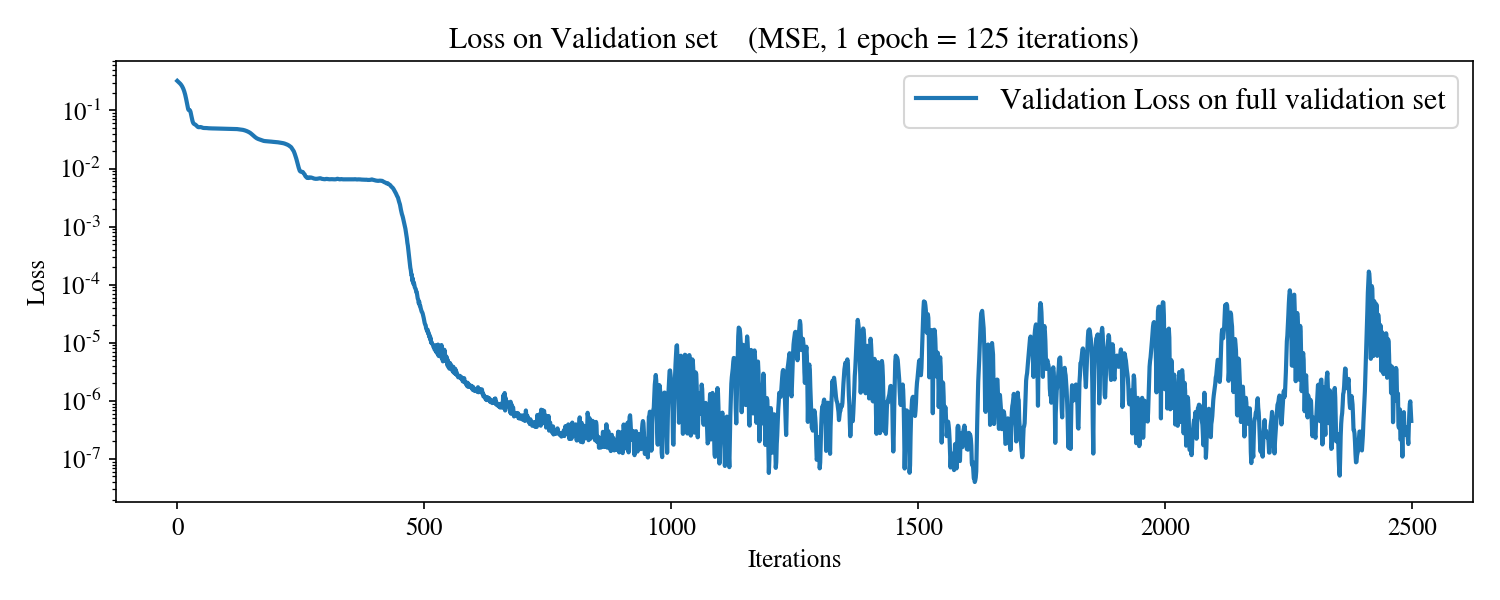 Loss on Validation set    (MSE, 1 epoch = 125 iterations)
Validation Loss on full validation set
Loss
10⁻¹
10⁻²
10⁻³
10⁻⁴
10⁻⁵
10⁻⁶
10⁻⁷
0 500 1000 1500 2000 2500
Iterations